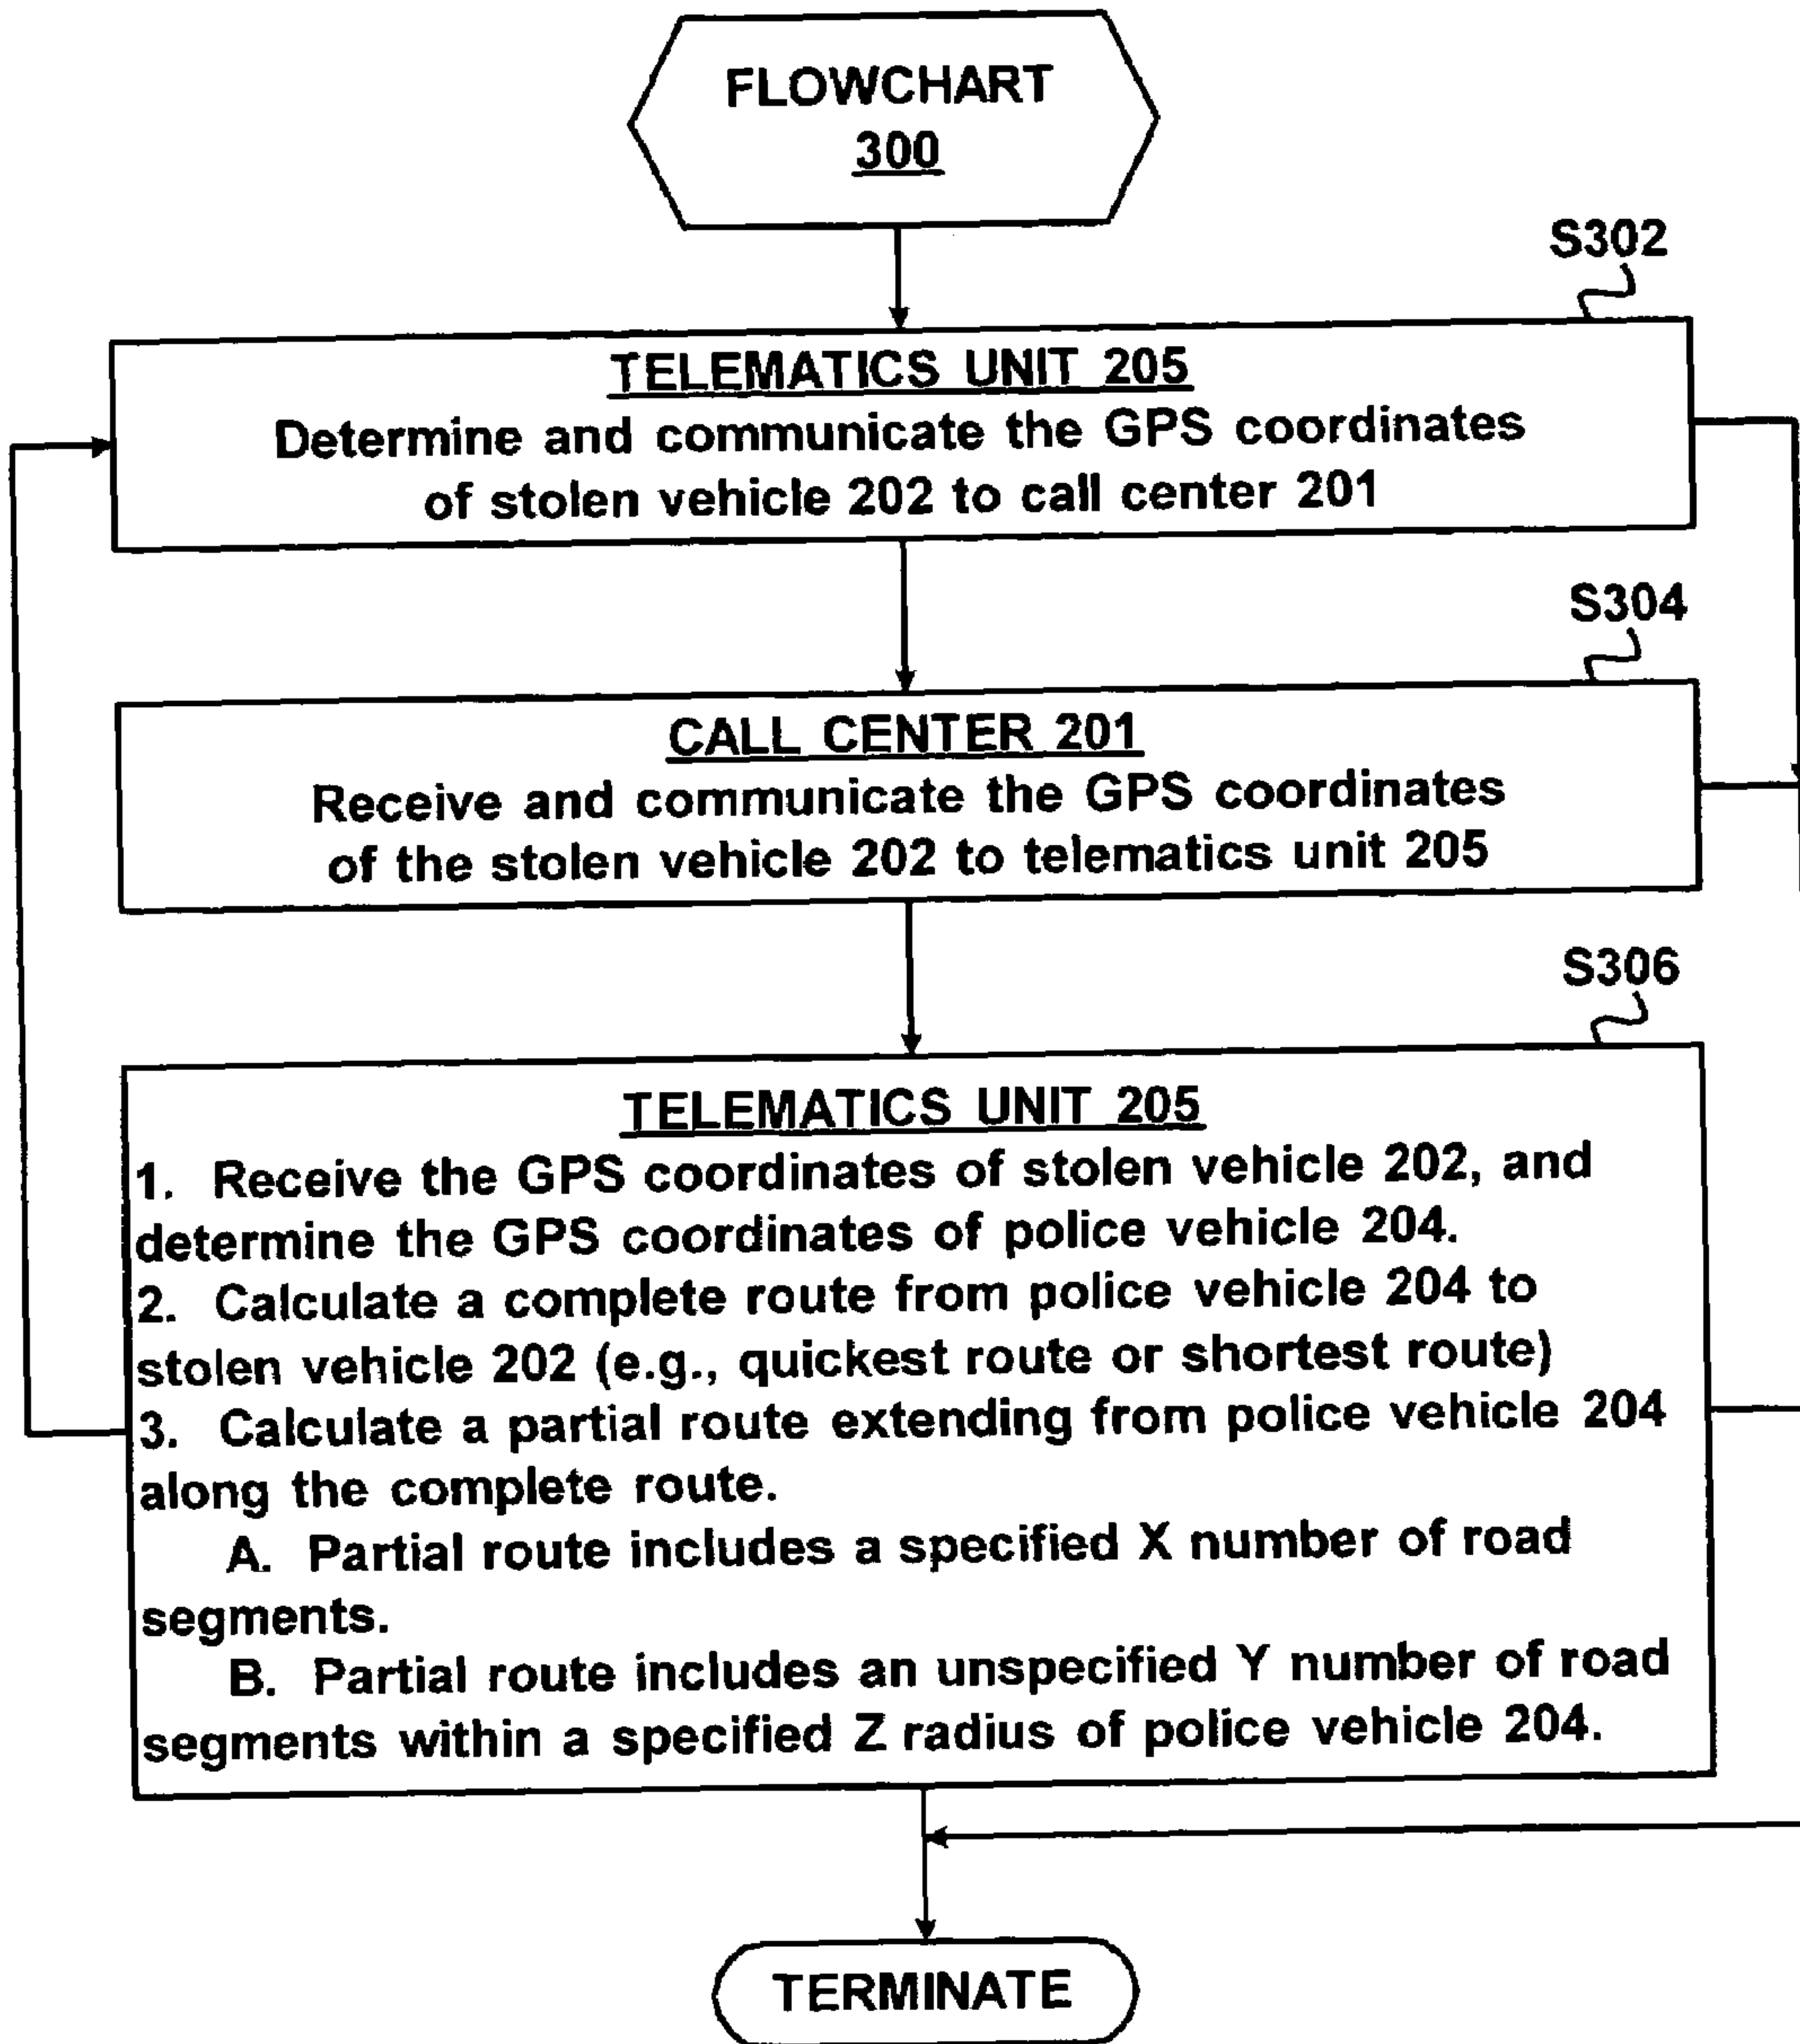 FLOWCHART
300
S302
TELEMATICS UNIT 205
Determine and communicate the GPS coordinates
of stolen vehicle 202 to call center 201
S304
CALL CENTER 201
Receive and communicate the GPS coordinates
of the stolen vehicle 202 to telematics unit 205
S306
TELEMATICS UNIT 205
1. Receive the GPS coordinates of stolen vehicle 202, and
determine the GPS coordinates of police vehicle 204.
2. Calculate a complete route from police vehicle 204 to
stolen vehicle 202 (e.g., quickest route or shortest route)
3. Calculate a partial route extending from police vehicle 204
along the complete route.
A. Partial route includes a specified X number of road
segments.
B. Partial route includes an unspecified Y number of road
segments within a specified Z radius of police vehicle 204.
TERMINATE